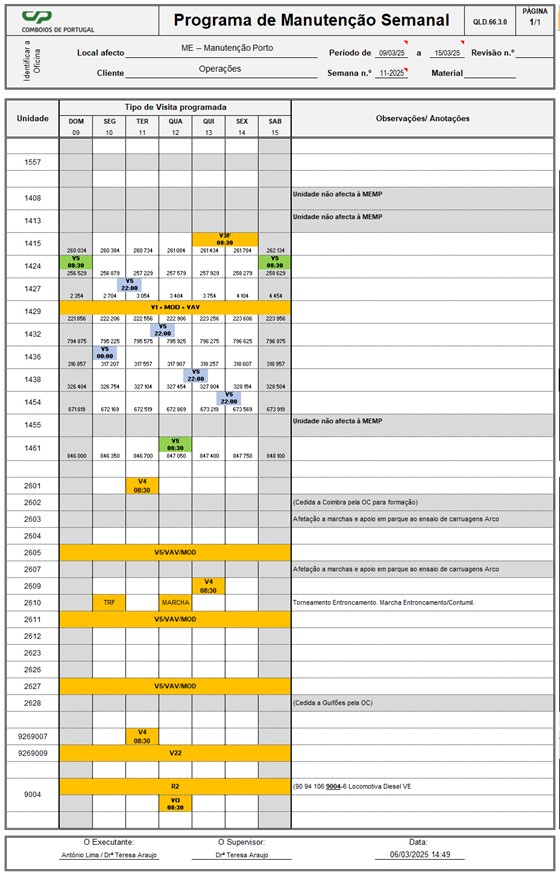 CP
COMBOIOS DE PORTUGAL
Programa de Manutenção Semanal
QLD.66.3.0
PÁGINA
1/1
Identificar a Oficina
Local afecto ME – Manutenção Porto Período de 09/03/25 a 15/03/25 Revisão n.º
Cliente Operações Semana n.º 11-2025 Material
Unidade
Tipo de Visita programada
Observações/ Anotações
DOM SEG TER QUA QUI SEX SAB
09 10 11 12 13 14 15
1557
1408 Unidade não afecta à MEMP
1413 Unidade não afecta à MEMP
1415 V3F
08:30
260 034 260 384 260 734 261 084 261 434 261 784 262 134
1424 V5 V5
08:30 08:30
256 529 256 879 257 229 257 579 257 929 258 279 258 629
1427 V5
22:00
2 354 2 704 3 054 3 404 3 754 4 104 4 454
1429 VI + MOD + VAV
221 856 222 206 222 556 222 906 223 256 223 606 223 956
1432 V5
22:00
794 875 795 225 795 575 795 925 796 275 796 625 796 975
1436 V5
00:00
316 857 317 207 317 557 317 907 318 257 318 607 318 957
1438 V5
22:00
326 404 326 754 327 104 327 454 327 804 328 154 328 504
1454 V5
22:00
671 819 672 169 672 519 672 869 673 219 673 569 673 919
1455 Unidade não afecta à MEMP
1461 V5
08:30
846 000 846 350 846 700 847 050 847 400 847 750 848 100
2601 V4
08:30
2602 (Cedida a Coimbra pela OC para formação)
2603 Afetação a marchas e apoio em parque ao ensaio de carruagens Arco
2604
2605 V5/VAV/MOD
2607 Afetação a marchas e apoio em parque ao ensaio de carruagens Arco
2609 V4
08:30
2610 TRF MARCHA Torneamento Entroncamento. Marcha Entroncamento/Contumil.
2611 V5/VAV/MOD
2612
2623
2626
2627 V5/VAV/MOD
2628 (Cedida a Guifões pela OC)
9269007 V4
08:30
9269009 V22
9004 R2 (90 94 106 9004-6 Locomotiva Diesel VE
VO
08:30
O Executante: O Supervisor: Data:
António Lima / Drª Teresa Araujo Drª Teresa Araujo 06/03/2025 14:49